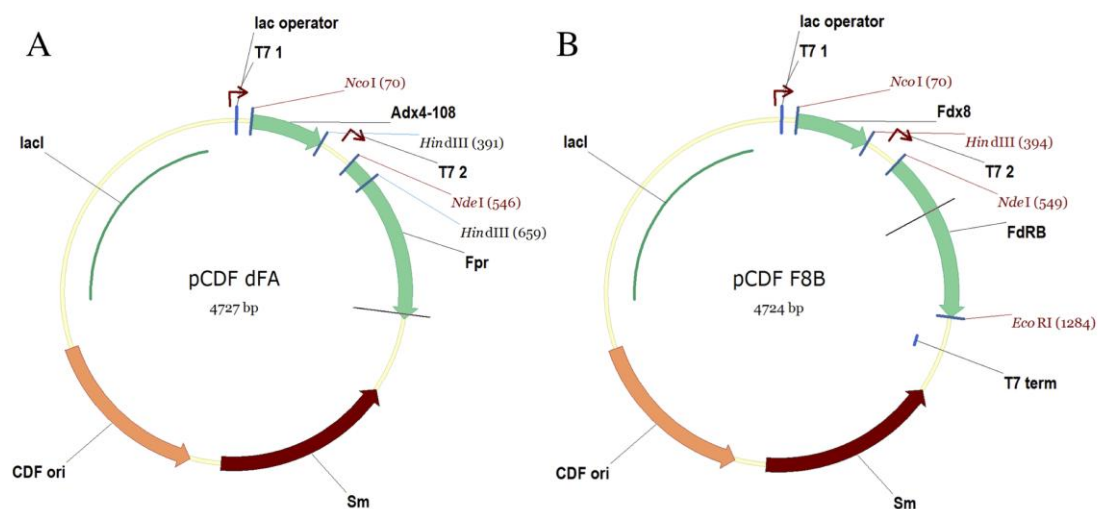 A
lac operator
T7 1
NcoI (70)
Adx4-108
HindIII (391)
T7 2
NdeI (546)
HindIII (659)
Fpr
lacI
pCDF dFA
4727 bp
CDF ori
Sm
B
lac operator
T7 1
NcoI (70)
Fdx8
HindIII (394)
T7 2
NdeI (549)
FdRB
lacI
pCDF F8B
4724 bp
EcoRI (1284)
T7 term
CDF ori
Sm